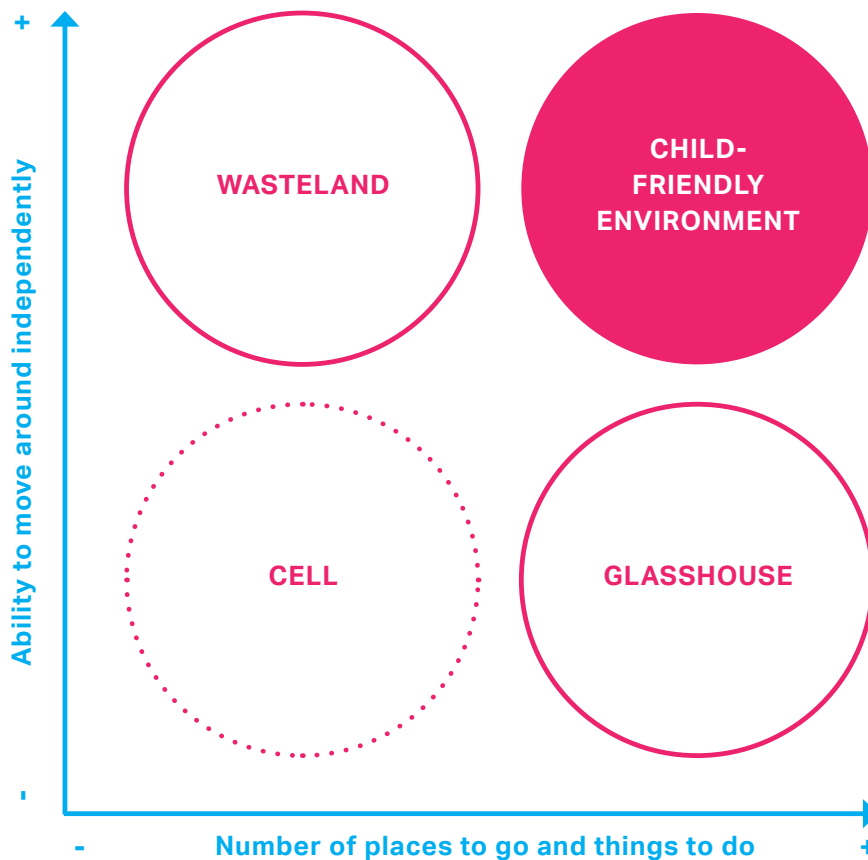 +
Ability to move around independently
-
WASTELAND
CHILD-
FRIENDLY
ENVIRONMENT
CELL
GLASSHOUSE
-
Number of places to go and things to do
+